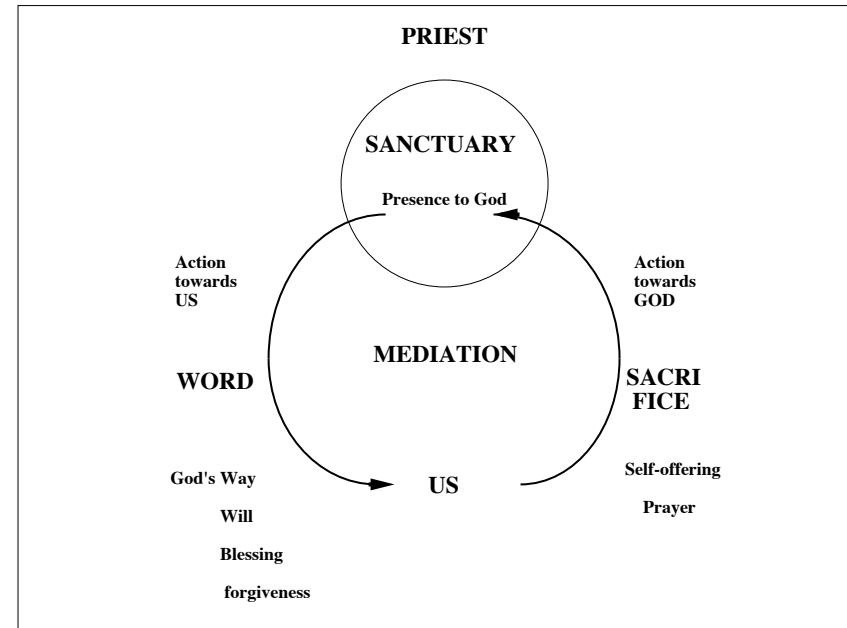 PRIEST
SANCTUARY
Presence to God
Action
towards
US
Action
towards
GOD
MEDIATION
WORD
SACRI
FICE
God's Way
Will
Blessing
forgiveness
US
Self-offering
Prayer